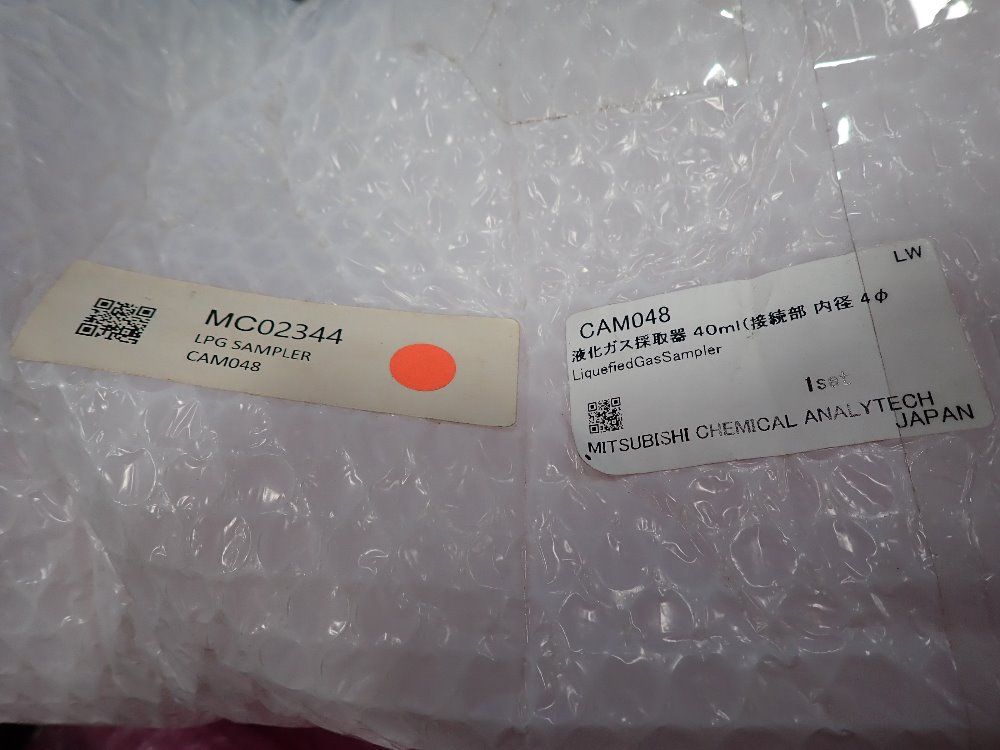 MC02344
LPG SAMPLER
CAM048
LW
CAM048
液化ガス採取器 40ml(接続部 内径 4φ
LiquefiedGasSampler
1set
MITSUBISHI CHEMICAL ANALYTECH
JAPAN